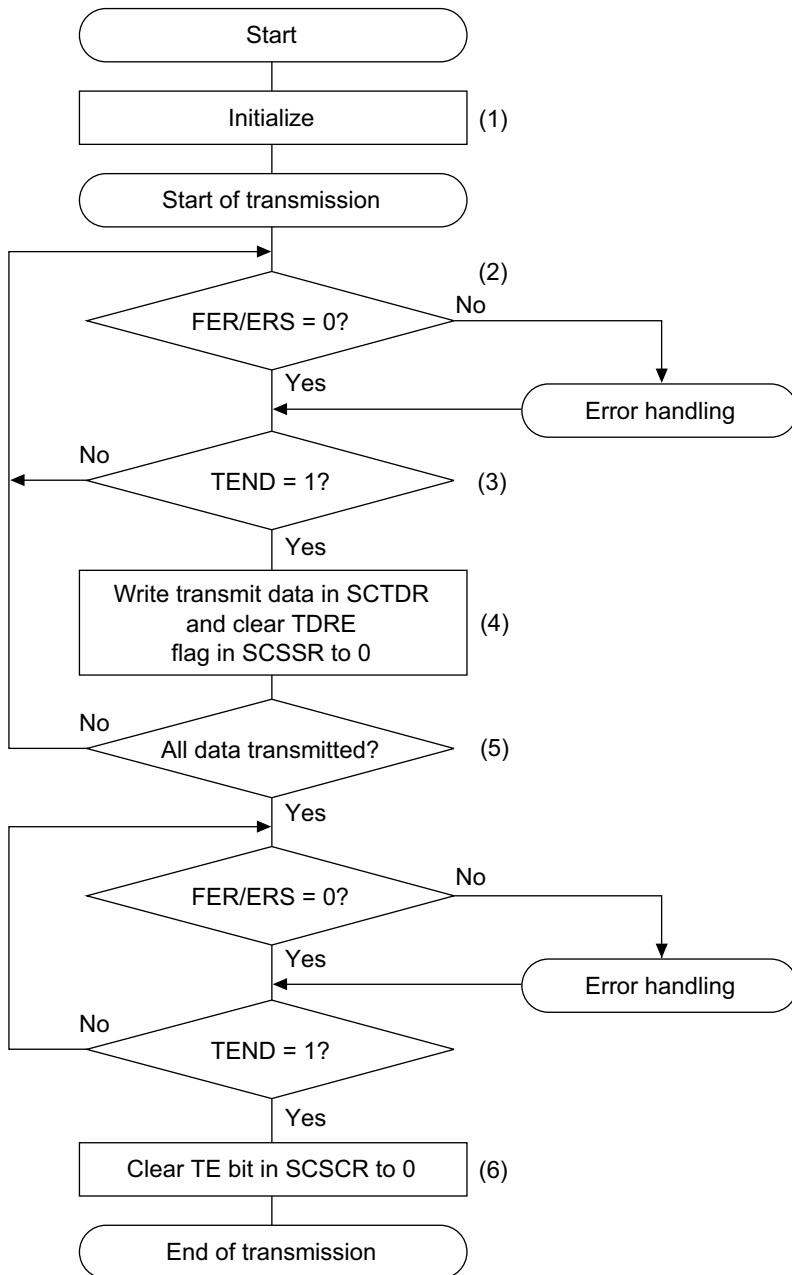 Start
Initialize
(1)
Start of transmission
(2)
FER/ERS = 0?
No
Yes
Error handling
No
TEND = 1?
(3)
Yes
Write transmit data in SCTDR
and clear TDRE
flag in SCSSR to 0
(4)
No
All data transmitted?
(5)
Yes
FER/ERS = 0?
No
Yes
Error handling
No
TEND = 1?
Yes
Clear TE bit in SCSCR to 0
(6)
End of transmission